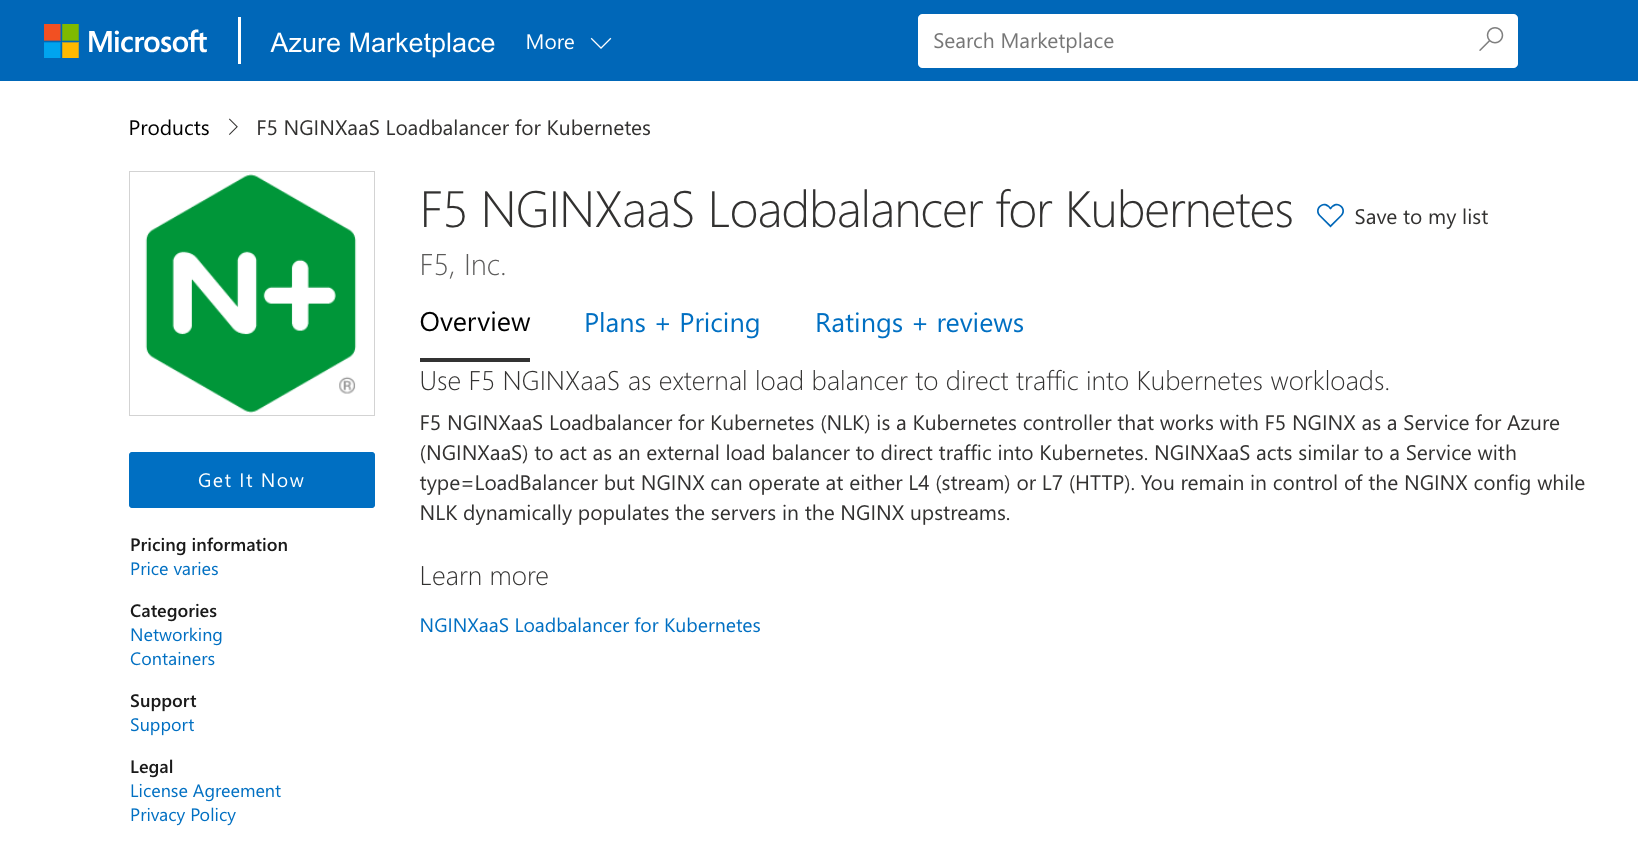 Microsoft
Azure Marketplace
More
Search Marketplace
Products
F5 NGINXaaS Loadbalancer for Kubernetes
N+
®
F5 NGINXaaS Loadbalancer for Kubernetes
Save to my list
F5, Inc.
Overview
Plans + Pricing
Ratings + reviews
Use F5 NGINXaaS as external load balancer to direct traffic into Kubernetes workloads.
F5 NGINXaaS Loadbalancer for Kubernetes (NLK) is a Kubernetes controller that works with F5 NGINX as a Service for Azure
(NGINXaaS) to act as an external load balancer to direct traffic into Kubernetes. NGINXaaS acts similar to a Service with
type=LoadBalancer but NGINX can operate at either L4 (stream) or L7 (HTTP). You remain in control of the NGINX config while
NLK dynamically populates the servers in the NGINX upstreams.
Learn more
NGINXaaS Loadbalancer for Kubernetes
Get It Now
Pricing information
Price varies
Categories
Networking
Containers
Support
Support
Legal
License Agreement
Privacy Policy